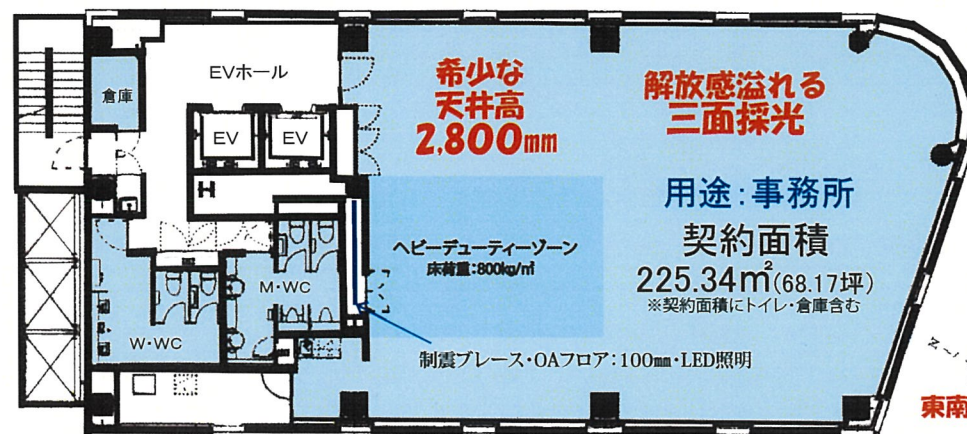 EVホール
倉庫
EV
EV
希少な
天井高
2,800mm
解放感溢れる
三面採光
用途:事務所
契約面積
225.34㎡(68.17坪)
※契約面積にトイレ・倉庫含む
ヘビーデューティーゾーン
床荷重:800kg/㎡
M・WC
W・WC
制震ブレース・OAフロア:100mm・LED照明
東南